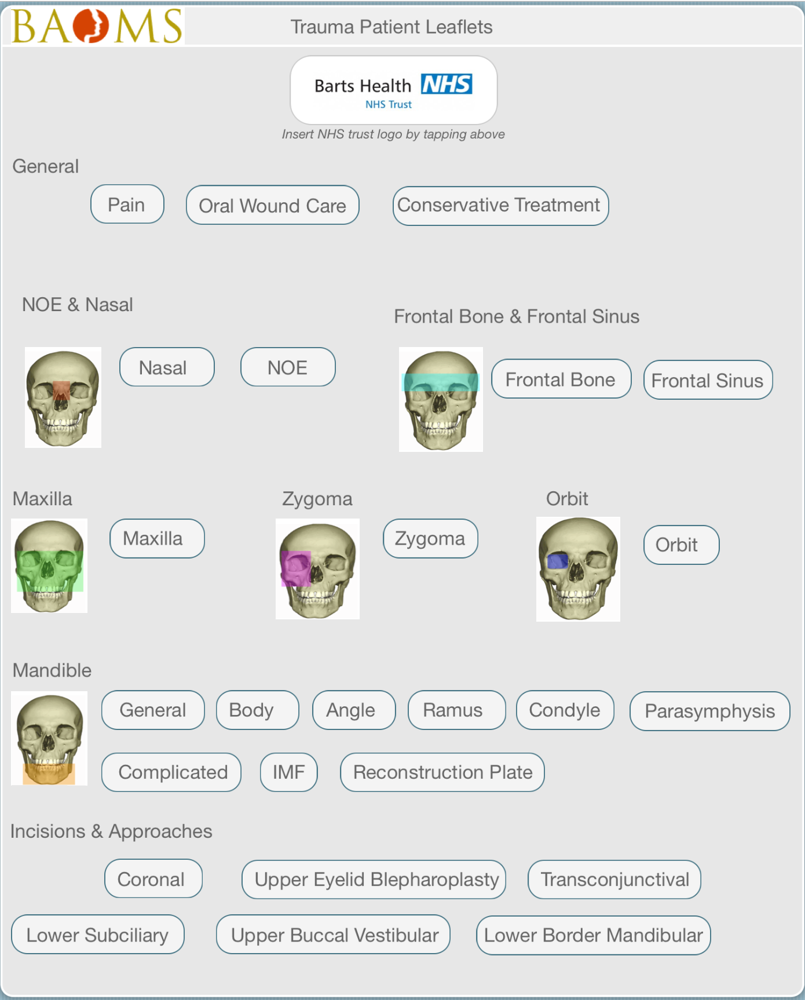 BAOMS
Trauma Patient Leaflets
Barts Health NHS
NHS Trust
Insert NHS trust logo by tapping above
General
Pain
Oral Wound Care
Conservative Treatment
NOE & Nasal
Frontal Bone & Frontal Sinus
Nasal
NOE
Frontal Bone
Frontal Sinus
Maxilla
Zygoma
Orbit
Maxilla
Zygoma
Orbit
Mandible
General
Body
Angle
Ramus
Condyle
Parasymphysis
Complicated
IMF
Reconstruction Plate
Incisions & Approaches
Coronal
Upper Eyelid Blepharoplasty
Transconjunctival
Lower Subciliary
Upper Buccal Vestibular
Lower Border Mandibular